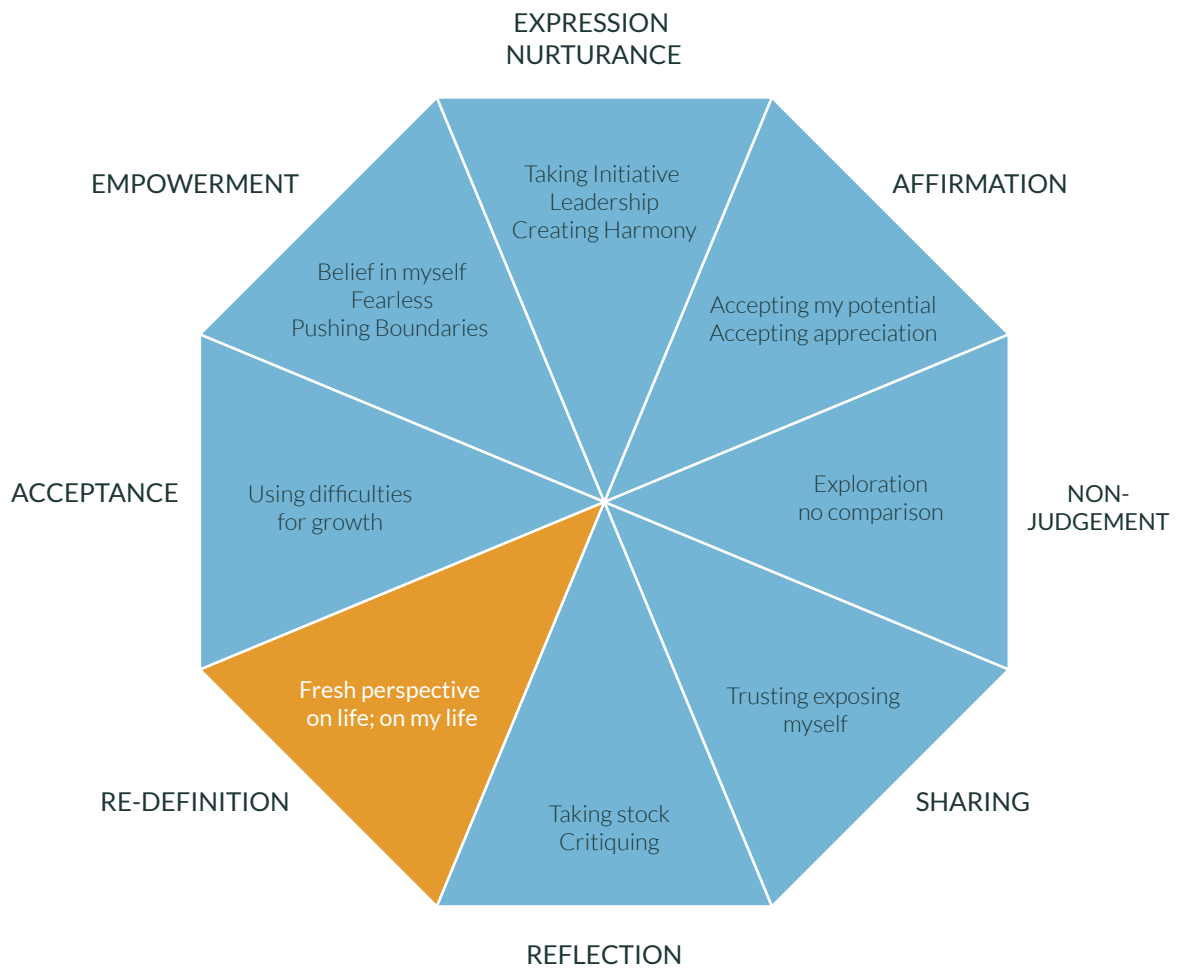 EXPRESSION
NURTURANCE
EMPOWERMENT
AFFIRMATION
Taking Initiative
Leadership
Creating Harmony
Belief in myself
Fearless
Pushing Boundaries
Accepting my potential
Accepting appreciation
ACCEPTANCE
Using difficulties
for growth
Exploration
no comparison
NON-
JUDGEMENT
Fresh perspective
on life; on my life
Trusting exposing
myself
RE-DEFINITION
Taking stock
Critiquing
SHARING
REFLECTION